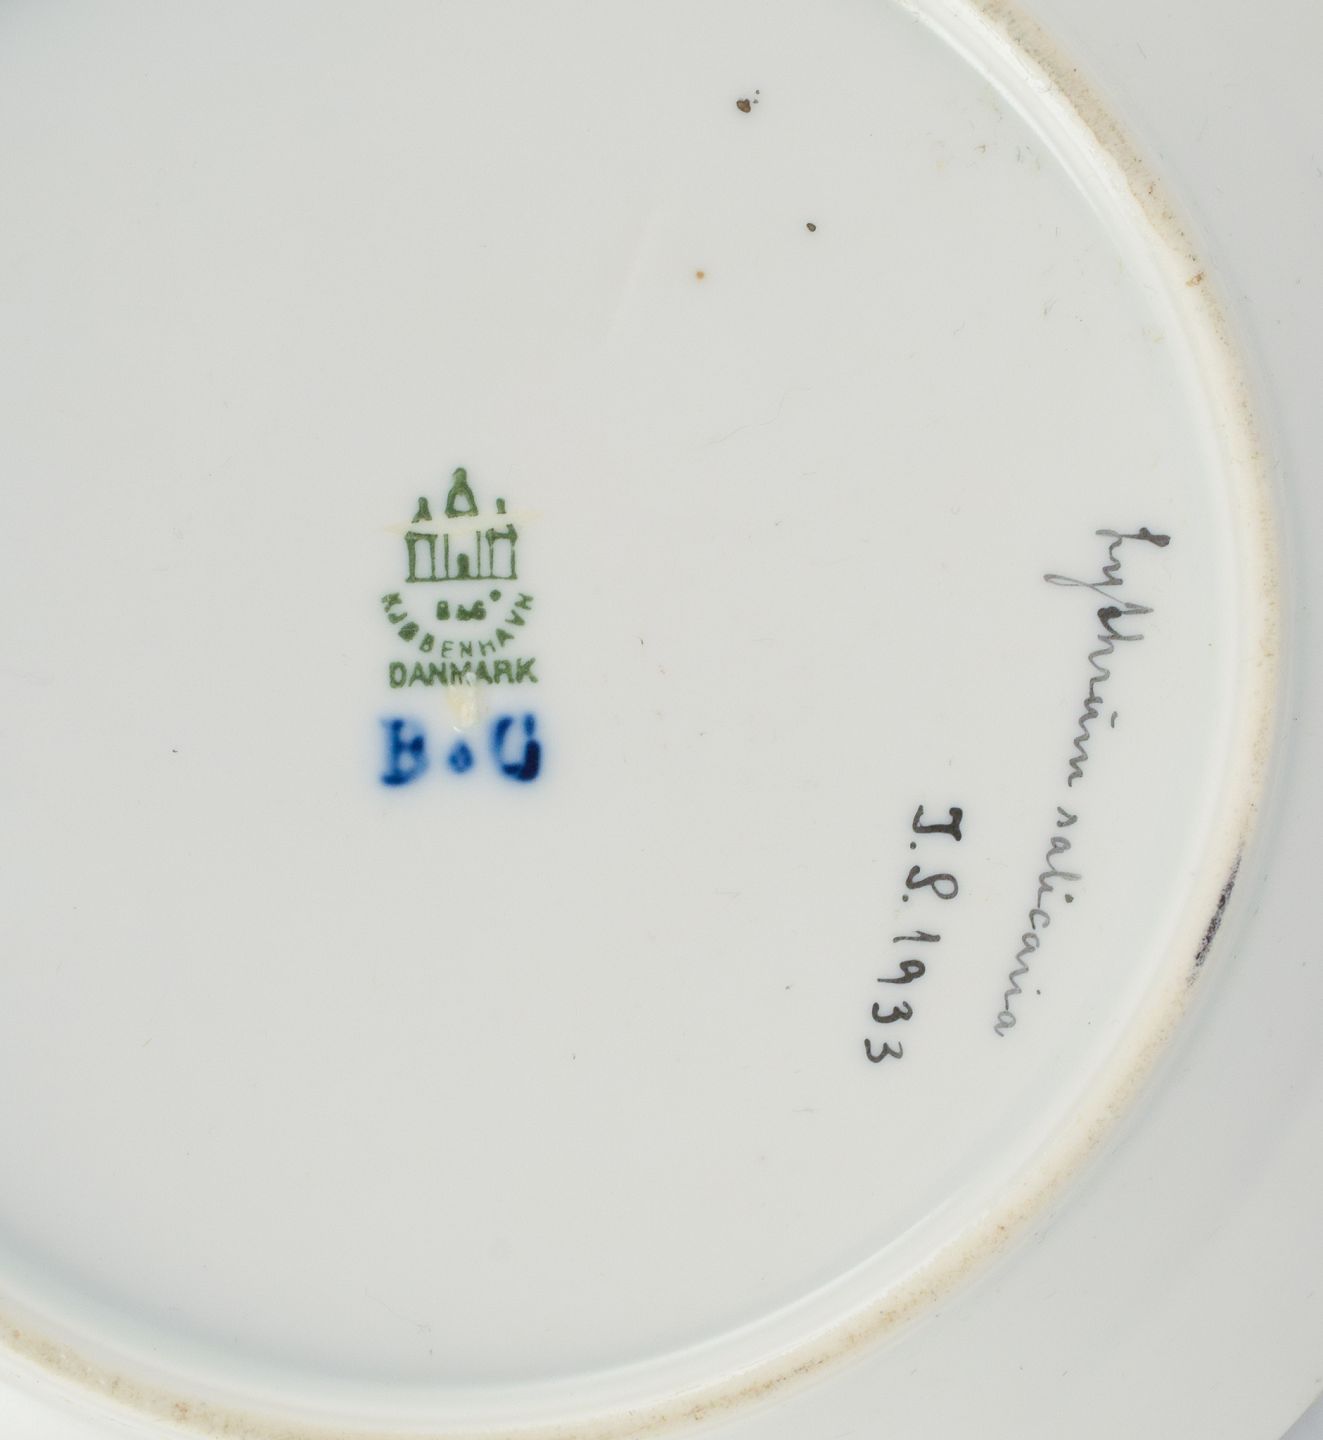 B & G
KJØBENHAVN
DANMARK
B & G
Lythrum salicaria
J.S. 1933